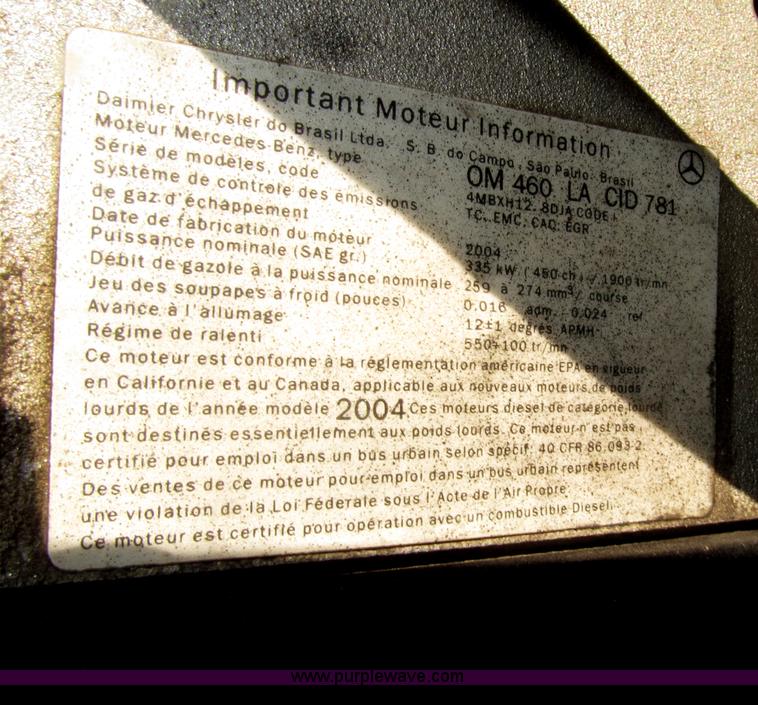 Important Moteur Information
Daimler Chrysler do Brasil Ltda. S. B. do Campo, São Paulo, Brasil
Moteur Mercedes-Benz, type OM 460 LA CID 781
Série de modèles, code 4MBXH12.8DJA CODE
Système de contrôle des émissions TC, EMC, CAC, EGR
de gaz d'échappement
Date de fabrication du moteur 2004
Puissance nominale (SAE gr.) 335 kW (450 ch) / 1900 tr/mn
Débit de gazole à la puissance nominale 259 à 274 mm³/ course
Jeu des soupapes à froid (pouces) 0.016 adm. 0.024 ref
Avance à l'allumage 12±1 degrés APMH
Régime de ralenti 550+100 tr/mn
Ce moteur est conforme à la réglementation américaine EPA en vigueur
en Californie et au Canada, applicable aux nouveaux moteurs de poids
lourds de l'année modèle 2004 Ces moteurs diesel de catégorie lourde
sont destinés essentiellement aux poids lourds. Ce moteur n'est pas
certifié pour emploi dans un bus urbain selon spécif. 40 CFR 86.093-2.
Des ventes de ce moteur pour emploi dans un bus urbain représentent
une violation de la Loi Féderale sous l'Acte de l'Air Propre.
Ce moteur est certifié pour opération avec un combustible Diesel.
www.purplewave.com